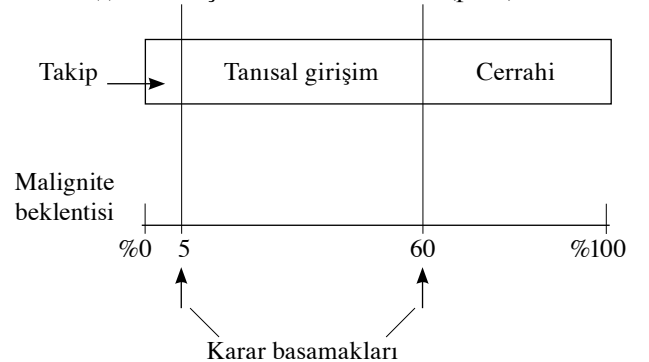 Takip
Tanısal girişim
Cerrahi
Malignite
beklentisi
%0 5 60 %100
Karar basamakları